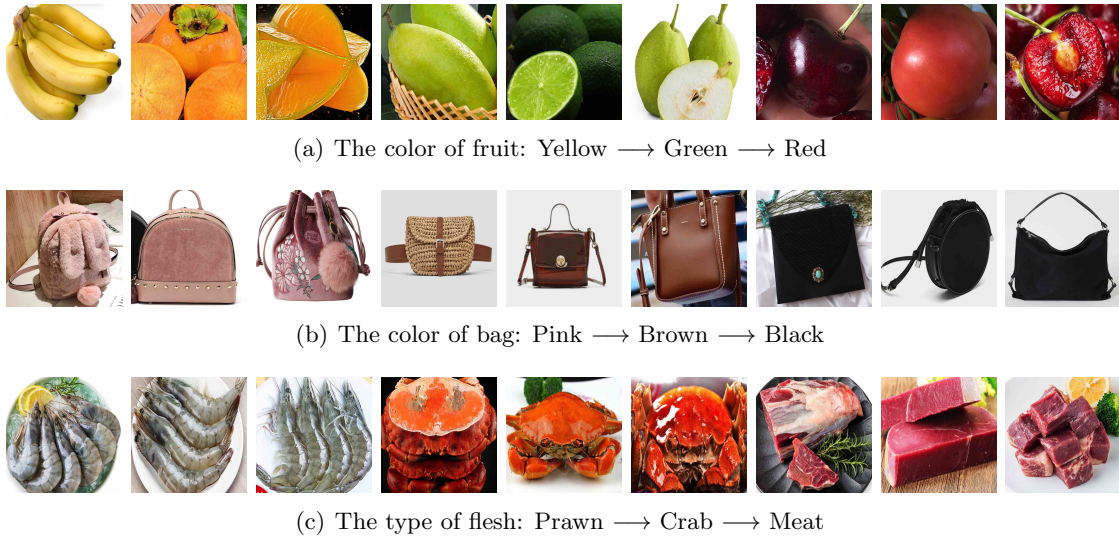 (a) The color of fruit: Yellow ⟶ Green ⟶ Red
(b) The color of bag: Pink ⟶ Brown ⟶ Black
(c) The type of flesh: Prawn ⟶ Crab ⟶ Meat